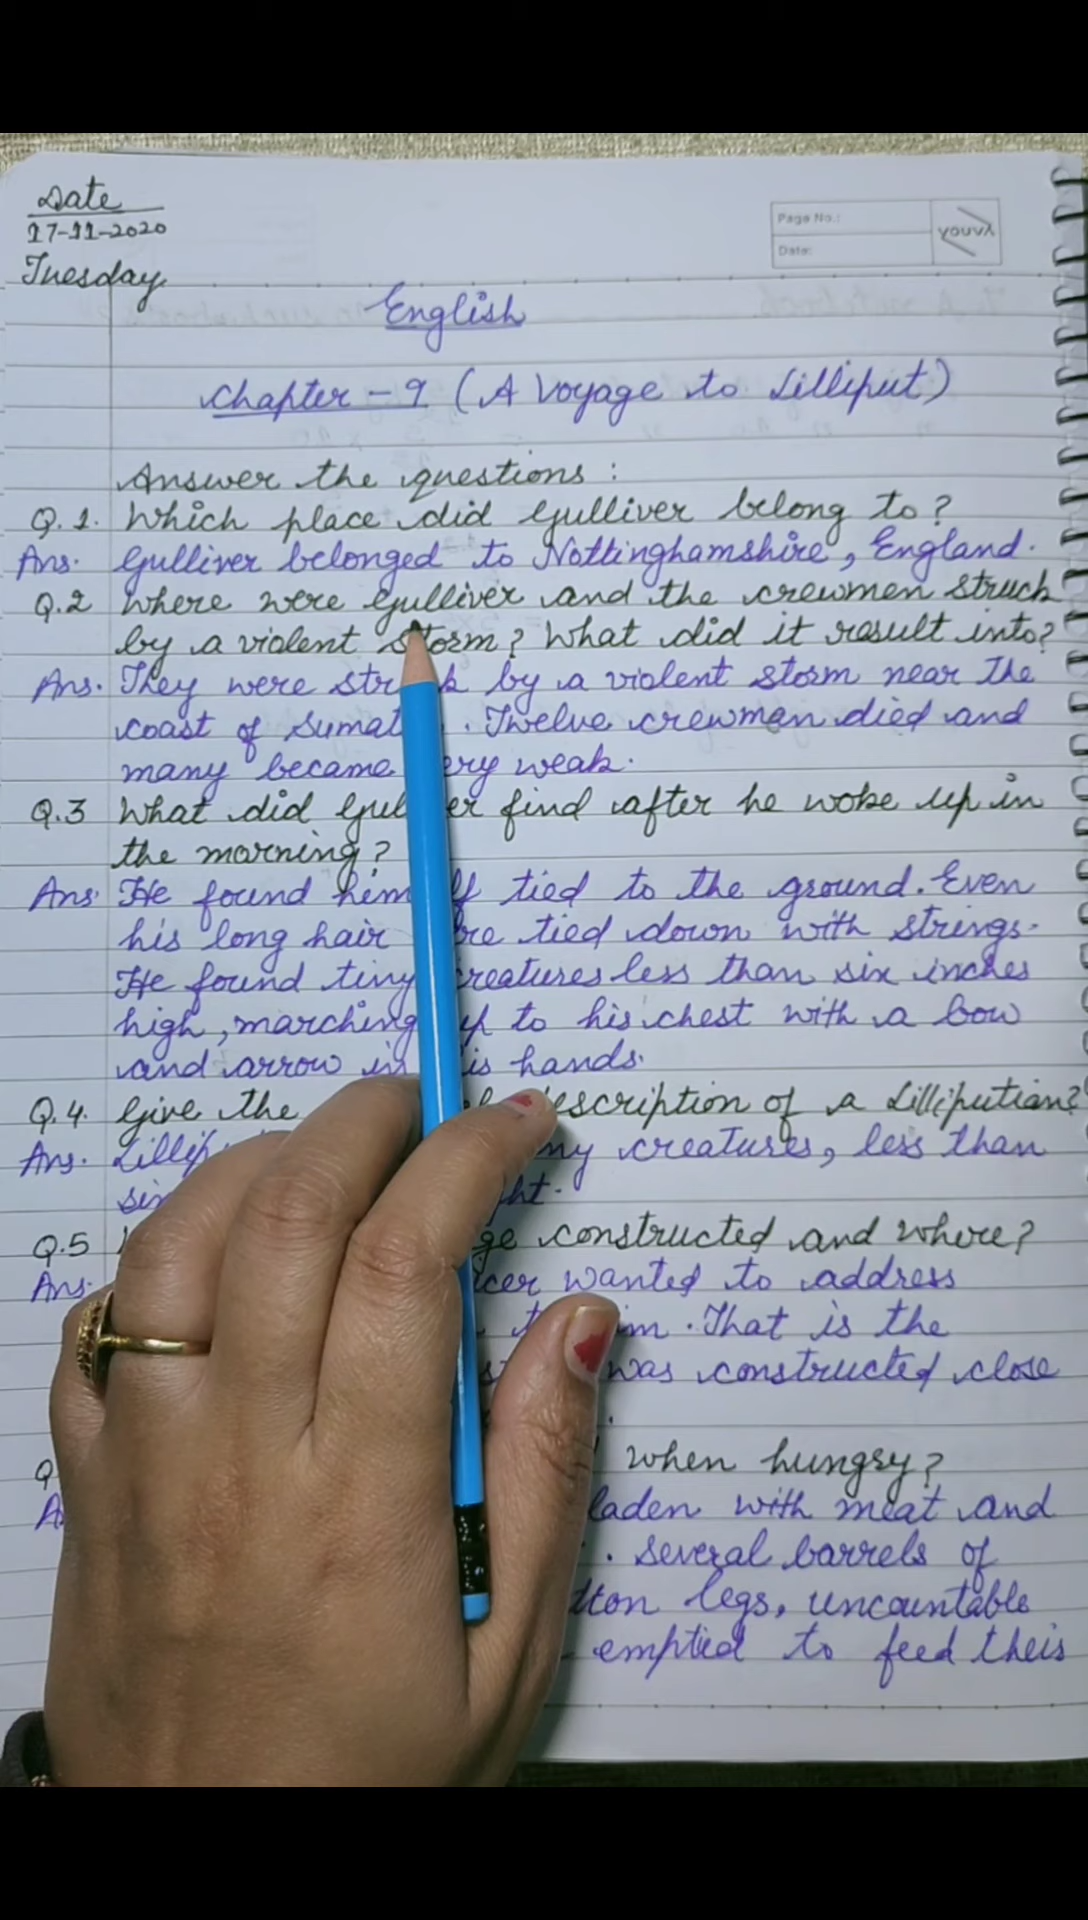 Date
17-11-2020
Tuesday
Page No.:
Date:
youva
English
Chapter - 9 (A Voyage to Lilliput)
Answer the questions :
Q.1. Which place did Gulliver belong to?
Ans. Gulliver belonged to Nottinghamshire, England.
Q.2 Where were Gulliver and the crewmen struck
by a violent storm? What did it result into?
Ans. They were by a violent storm near the
coast of . Twelve crewman died and
many became weak.
Q.3 What did find after he woke up in
the morning?
Ans. He found tied to the ground. Even
his long hair tied down with strings.
He found tiny creatures less than six inches
high, marching to his chest with a bow
and arrow hands.
Q.4. Give the description of a Lilliputian?
Ans. creatures, less than
Q.5 constructed and where?
Ans. wanted to address
. That is the
was constructed close
when hungry?
laden with meat and
. Several barrels of
legs, uncountable
emptied to feed theis